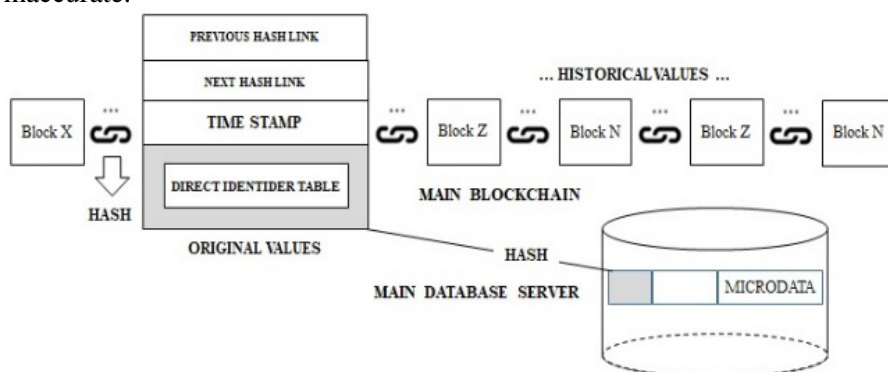 inaccurate.
PREVIOUS HASH LINK
NEXT HASH LINK
... HISTORICAL VALUES ...
TIME STAMP
Block X
...
...
Block Z
...
Block N
...
Block Z
...
Block N
DIRECT IDENTIDER TABLE
MAIN BLOCKCHAIN
HASH
ORIGINAL VALUES
HASH
MAIN DATABASE SERVER
MICRODATA